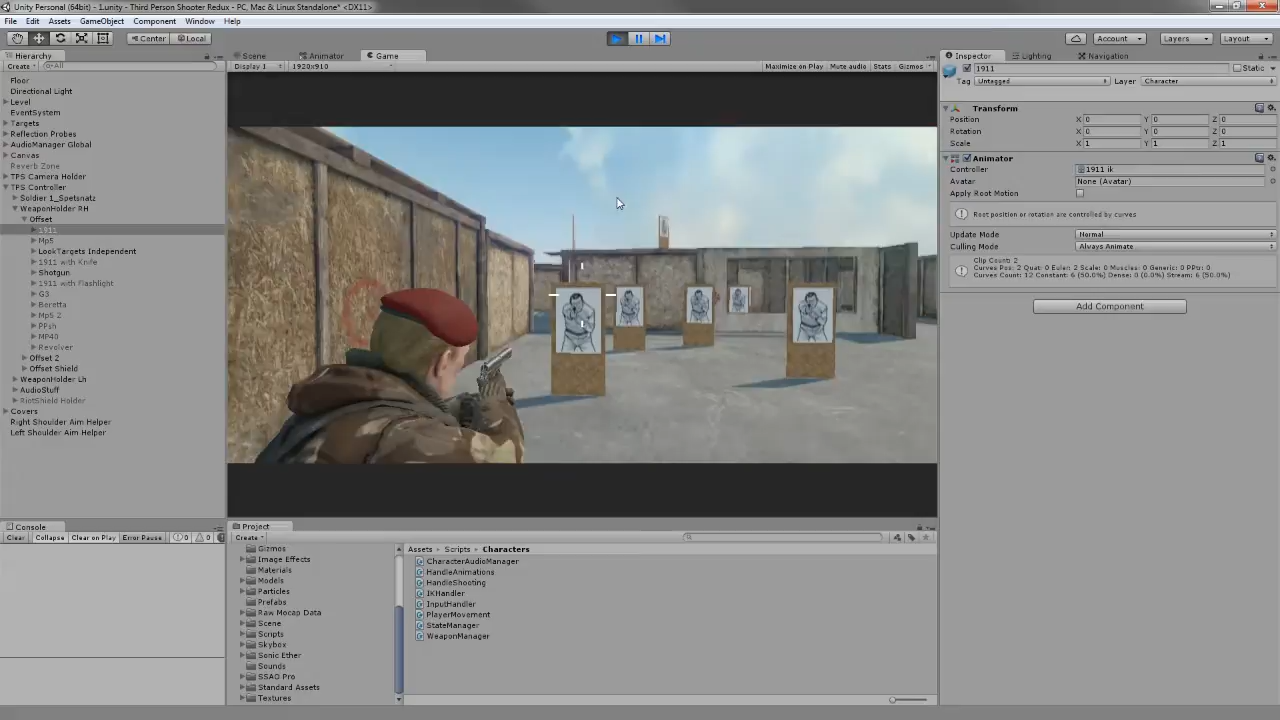 Unity Personal (64bit) - 1.unity - Third Person Shooter Redux - PC, Mac & Linux Standalone* <DX11>
File Edit Assets GameObject Component Window Help
Center Local Account Layers Layout
Hierarchy
Create All
Floor
Directional Light
Level
EventSystem
Targets
Reflection Probes
AudioManager Global
Canvas
Reverb Zone
TPS Camera Holder
TPS Controller
Soldier 1_Spetsnatz
WeaponHolder RH
Offset
1911
Mp5
LookTargets Independent
1911 with Knife
Shotgun
1911 with Flashlight
G3
Beretta
Mp5 2
PPsh
MP40
Revolver
Offset 2
Offset Shield
WeaponHolder Lh
AudioStuff
RiotShield Holder
Covers
Right Shoulder Aim Helper
Left Shoulder Aim Helper
Scene Animator Game
Display 1 1920x910 Maximize on Play Mute audio Stats Gizmos
Inspector Lighting Navigation
1911 Static
Tag Untagged Layer Character
Transform
Position X 0 Y 0 Z 0
Rotation X 0 Y 0 Z 0
Scale X 1 Y 1 Z 1
Animator
Controller 1911 ik
Avatar None (Avatar)
Apply Root Motion
Root position or rotation are controlled by curves
Update Mode Normal
Culling Mode Always Animate
Clip Count: 2
Curves Pos: 2 Quat: 0 Euler: 2 Scale: 0 Muscles: 0 Generic: 0 PPtr: 0
Curves Count: 12 Constant: 6 (50.0%) Dense: 0 (0.0%) Stream: 6 (50.0%)
Add Component
Console
Clear Collapse Clear on Play Error Pause 0 0
Project
Create
Gizmos
Image Effects
Materials
Models
Particles
Prefabs
Raw Mocap Data
Scene
Scripts
Skybox
Sonic Ether
Sounds
SSAO Pro
Standard Assets
Textures
Assets Scripts Characters
CharacterAudioManager
HandleAnimations
HandleShooting
IKHandler
InputHandler
PlayerMovement
StateManager
WeaponManager